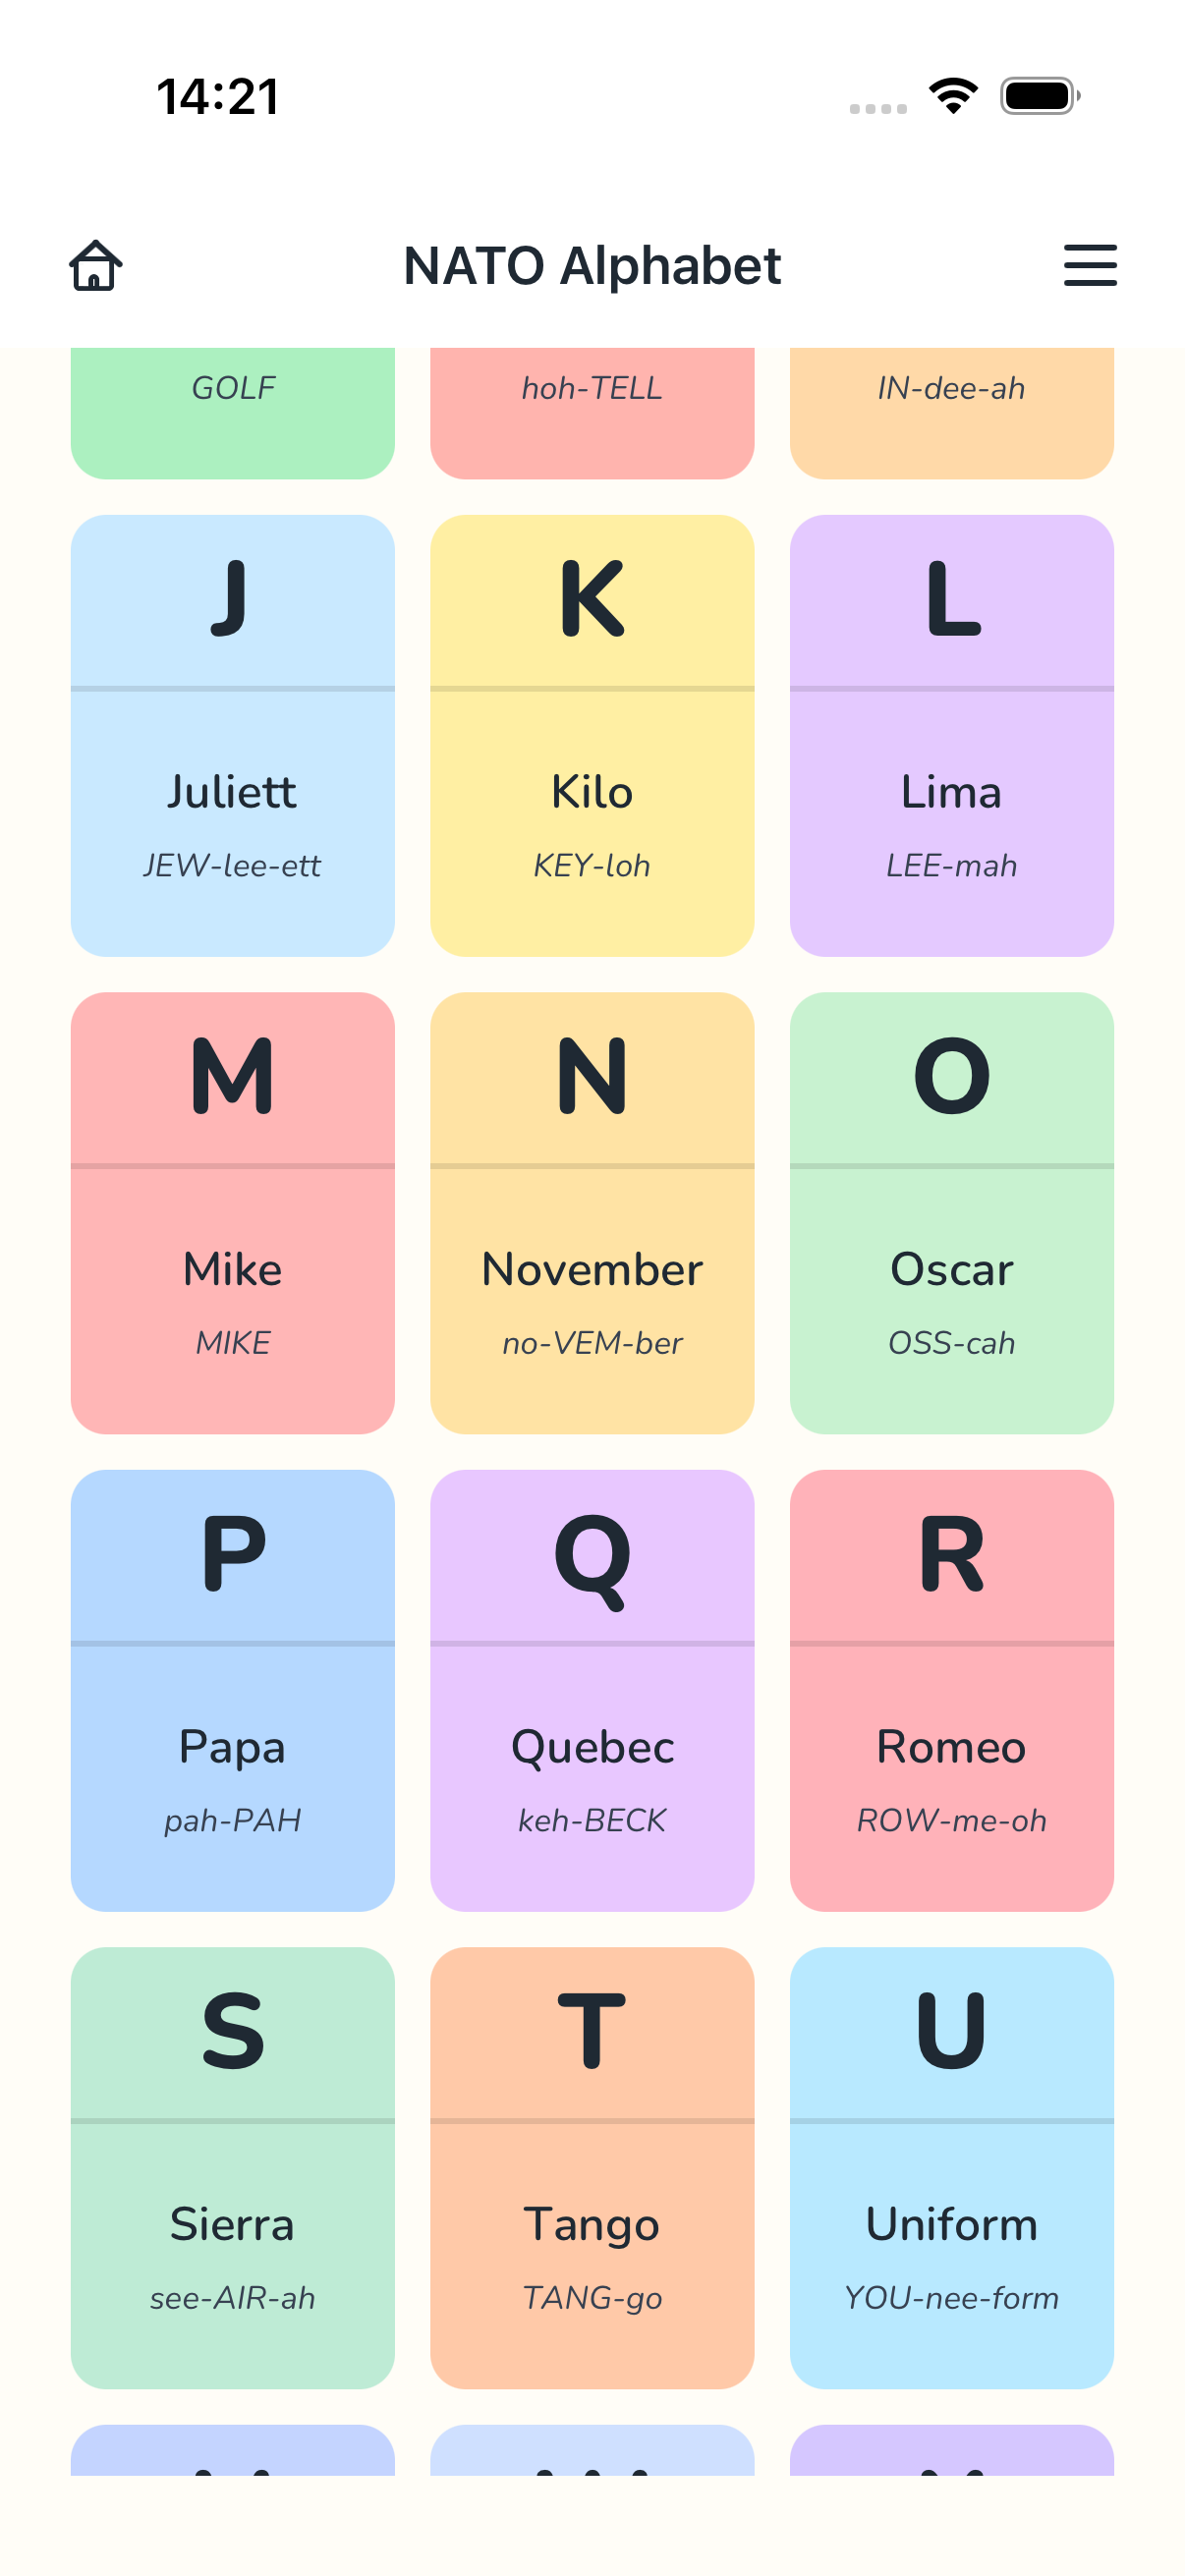 14:21
NATO Alphabet
GOLF
hoh-TELL
IN-dee-ah
J
K
L
Juliett
Kilo
Lima
JEW-lee-ett
KEY-loh
LEE-mah
M
N
O
Mike
November
Oscar
MIKE
no-VEM-ber
OSS-cah
P
Q
R
Papa
Quebec
Romeo
pah-PAH
keh-BECK
ROW-me-oh
S
T
U
Sierra
Tango
Uniform
see-AIR-ah
TANG-go
YOU-nee-form